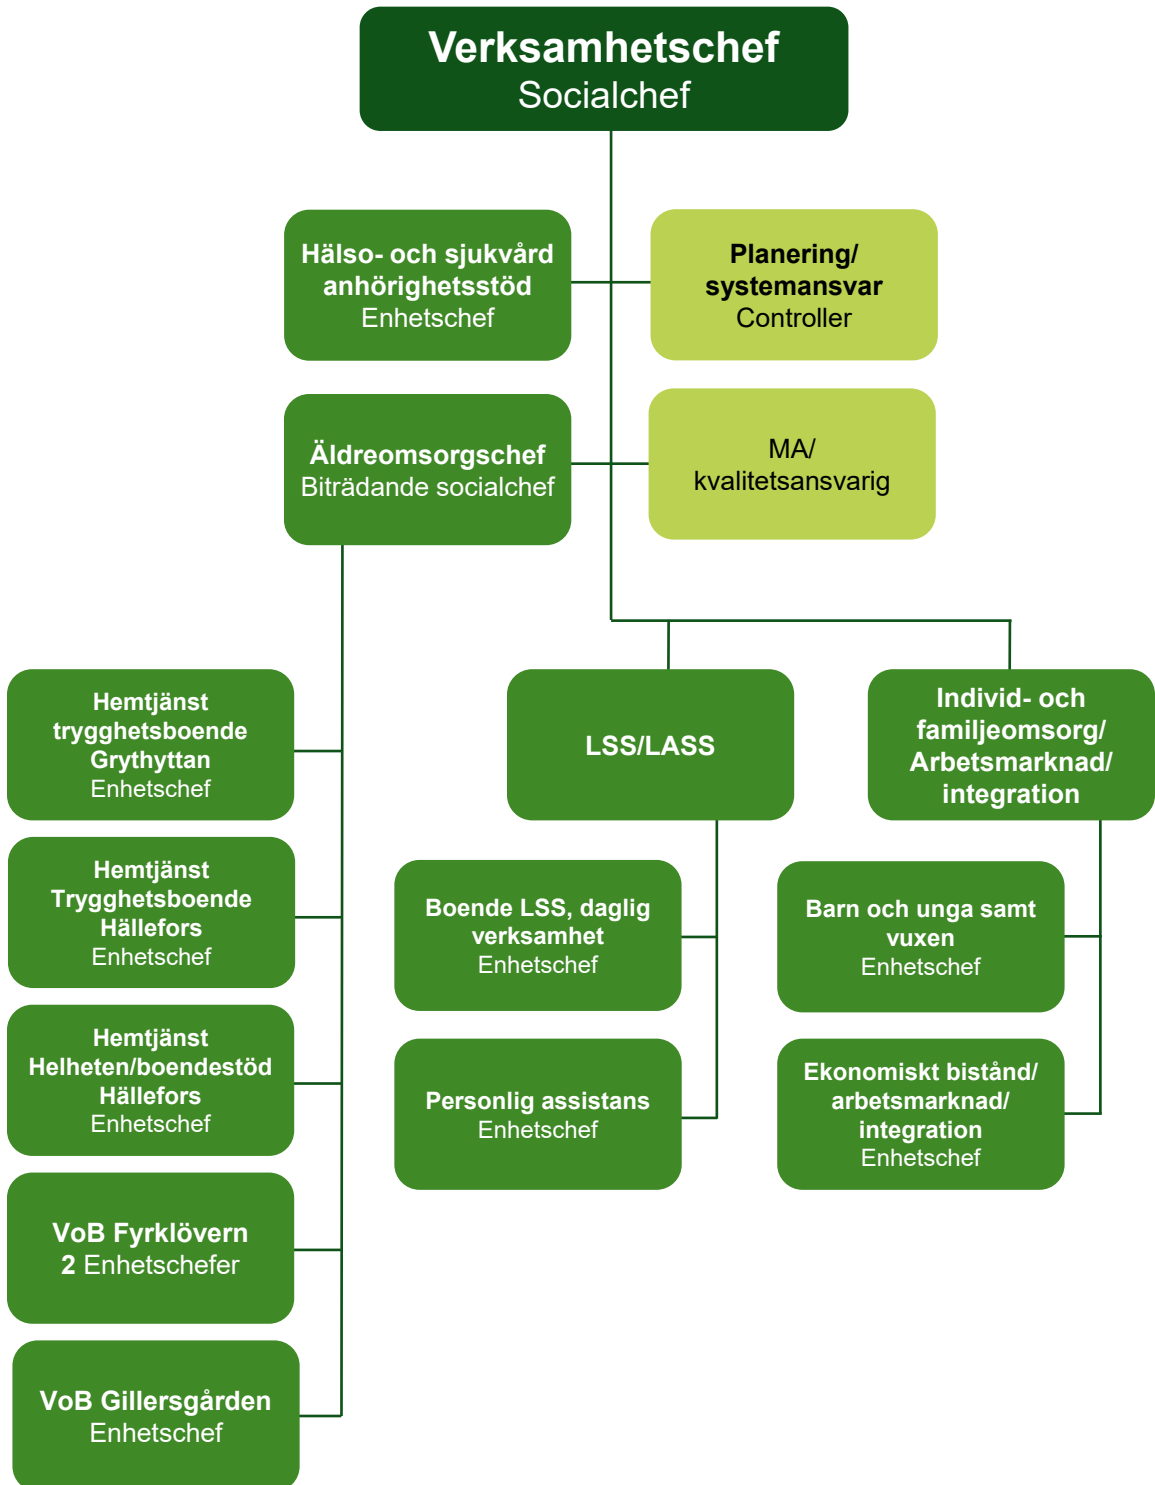 Verksamhetschef
Socialchef
Hälso- och sjukvård
anhörighetsstöd
Enhetschef
Planering/
systemansvar
Controller
Äldreomsorgschef
Biträdande socialchef
MA/
kvalitetsansvarig
Hemtjänst
trygghetsboende
Grythyttan
Enhetschef
Hemtjänst
Trygghetsboende
Hällefors
Enhetschef
Hemtjänst
Helheten/boendestöd
Hällefors
Enhetschef
VoB Fyrklövern
2 Enhetschefer
VoB Gillersgården
Enhetschef
LSS/LASS
Boende LSS, daglig
verksamhet
Enhetschef
Personlig assistans
Enhetschef
Individ- och
familjeomsorg/
Arbetsmarknad/
integration
Barn och unga samt
vuxen
Enhetschef
Ekonomiskt bistånd/
arbetsmarknad/
integration
Enhetschef